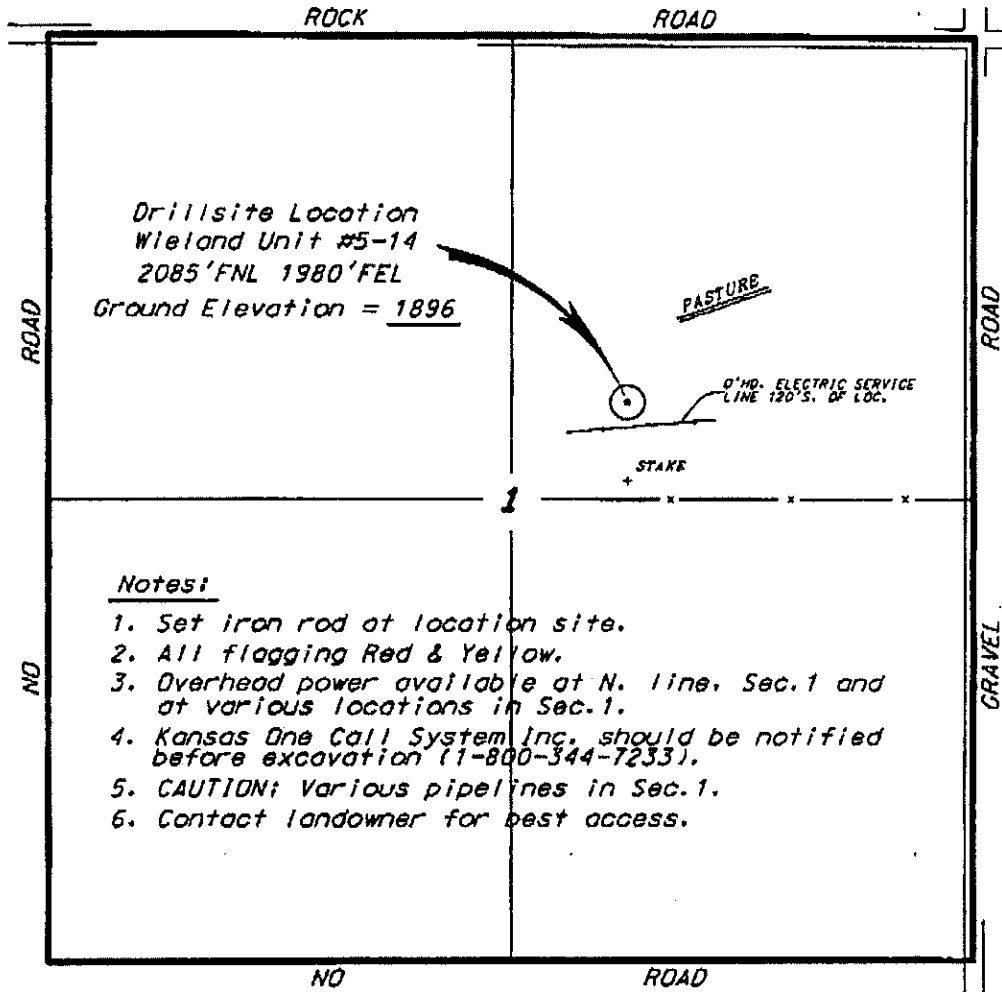 ROCK ROAD
Drillsite Location
Wieland Unit #5-14
2085'FNL 1980'FEL
Ground Elevation = 1896
PASTURE
ROAD
ROAD
O'HD. ELECTRIC SERVICE
LINE 120'S. OF LOC.
STAKE
1
Notes:
1. Set iron rod at location site.
2. All flagging Red & Yellow.
3. Overhead power available at N. line, Sec.1 and
at various locations in Sec.1.
4. Kansas One Call System Inc. should be notified
before excavation (1-800-344-7233).
5. CAUTION: Various pipelines in Sec.1.
6. Contact landowner for best access.
NO
GRAVEL
NO ROAD